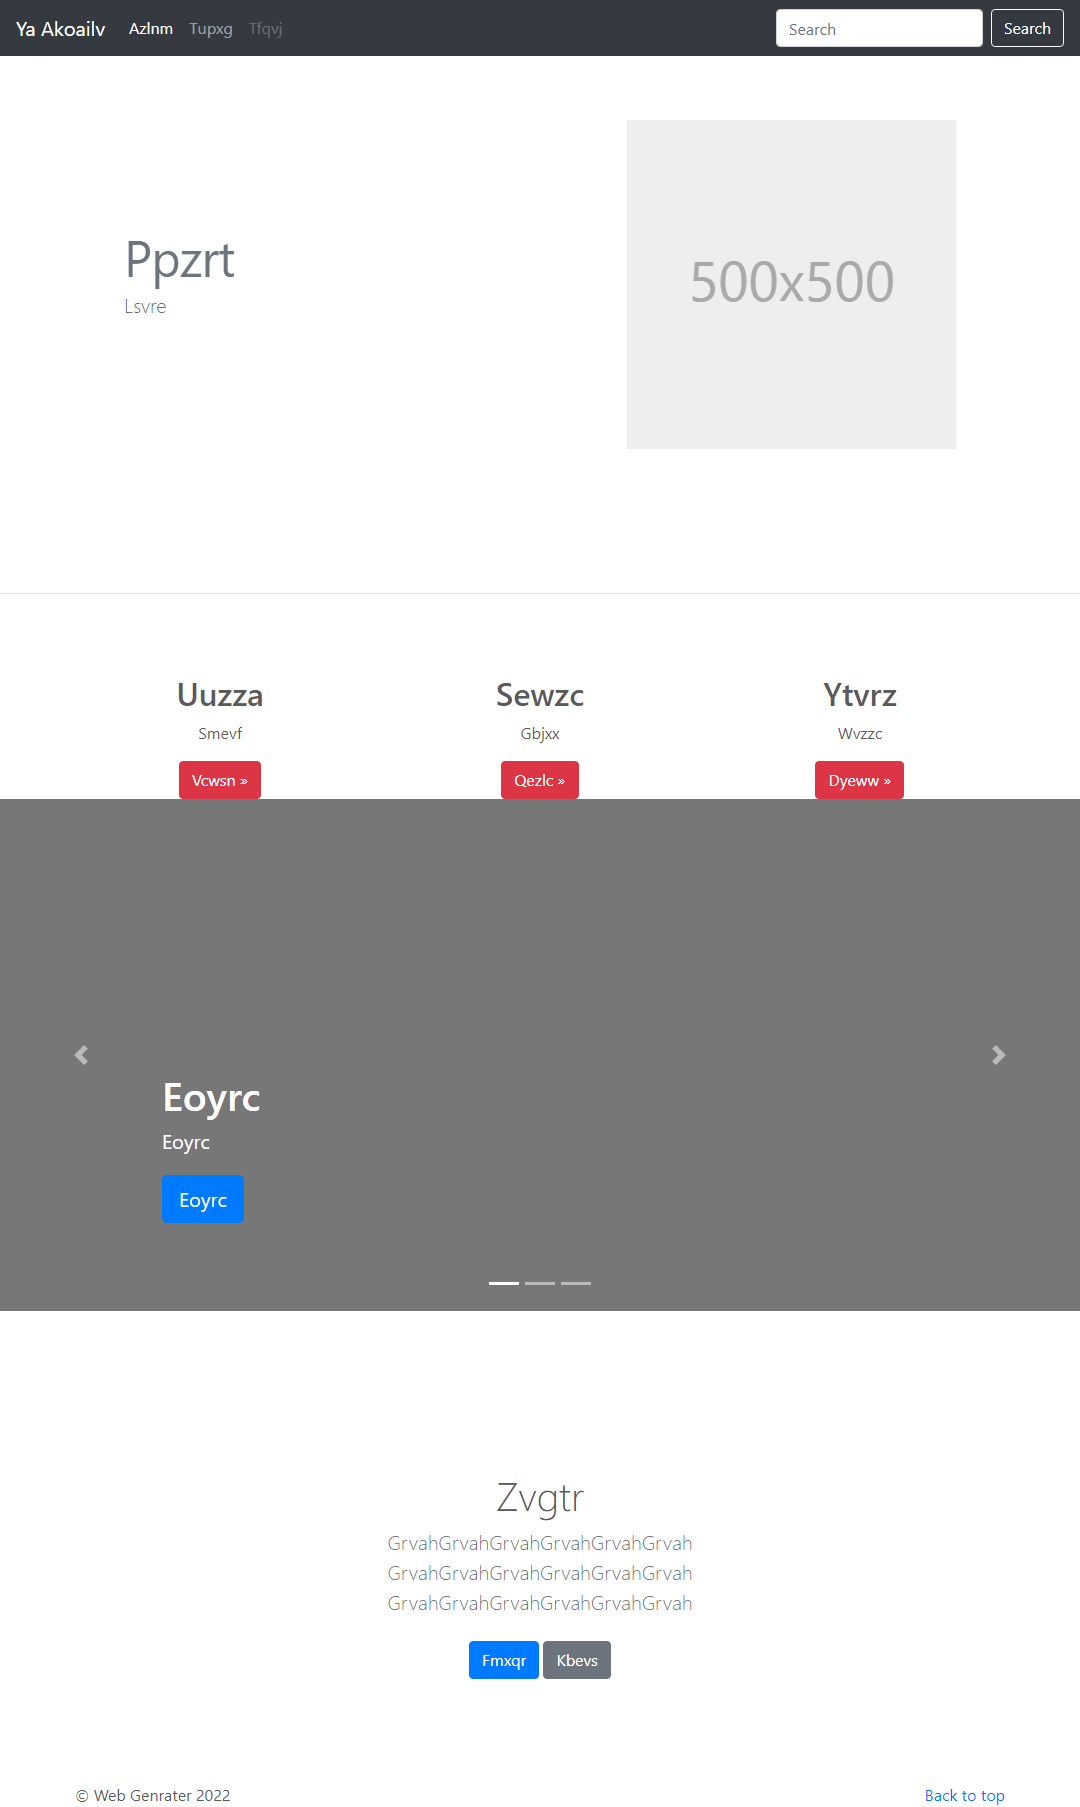 Ya Akoailv Azlnm Tupxg Tfqvj Search Search
Ppzrt
Lsvre
500x500
Uuzza Sewzc Ytvrz
Smevf Gbjxx Wvzzc
Vcwsn » Qezlc » Dyeww »
Eoyrc
Eoyrc
Eoyrc
Zvgtr
GrvahGrvahGrvahGrvahGrvahGrvah
GrvahGrvahGrvahGrvahGrvahGrvah
GrvahGrvahGrvahGrvahGrvahGrvah
Fmxqr Kbevs
© Web Genrater 2022 Back to top